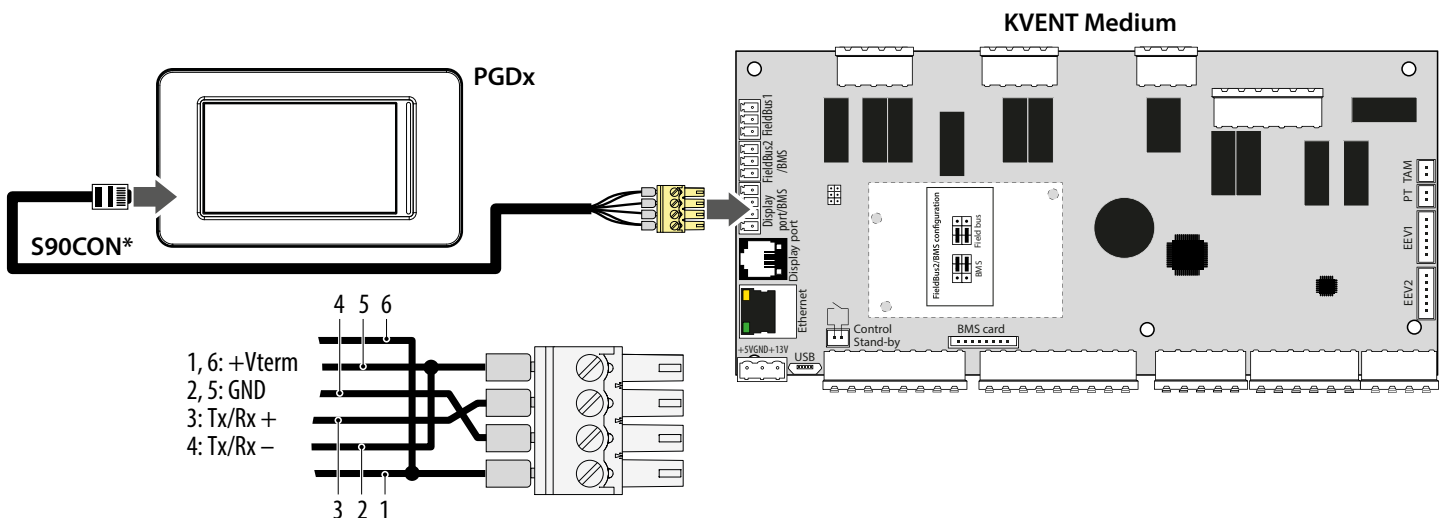 KVENT Medium
PGDx
S90CON*
FieldBus1
FieldBus2
/BMS
Display
port/BMS
Display port
Ethernet
FieldBus2/BMS configuration
Field bus
BMS
Control
Stand-by
BMS card
+5VGND+13V
USB
TAM
PT
EEV1
EEV2
4 5 6
1, 6: +Vterm
2, 5: GND
3: Tx/Rx +
4: Tx/Rx –
3 2 1